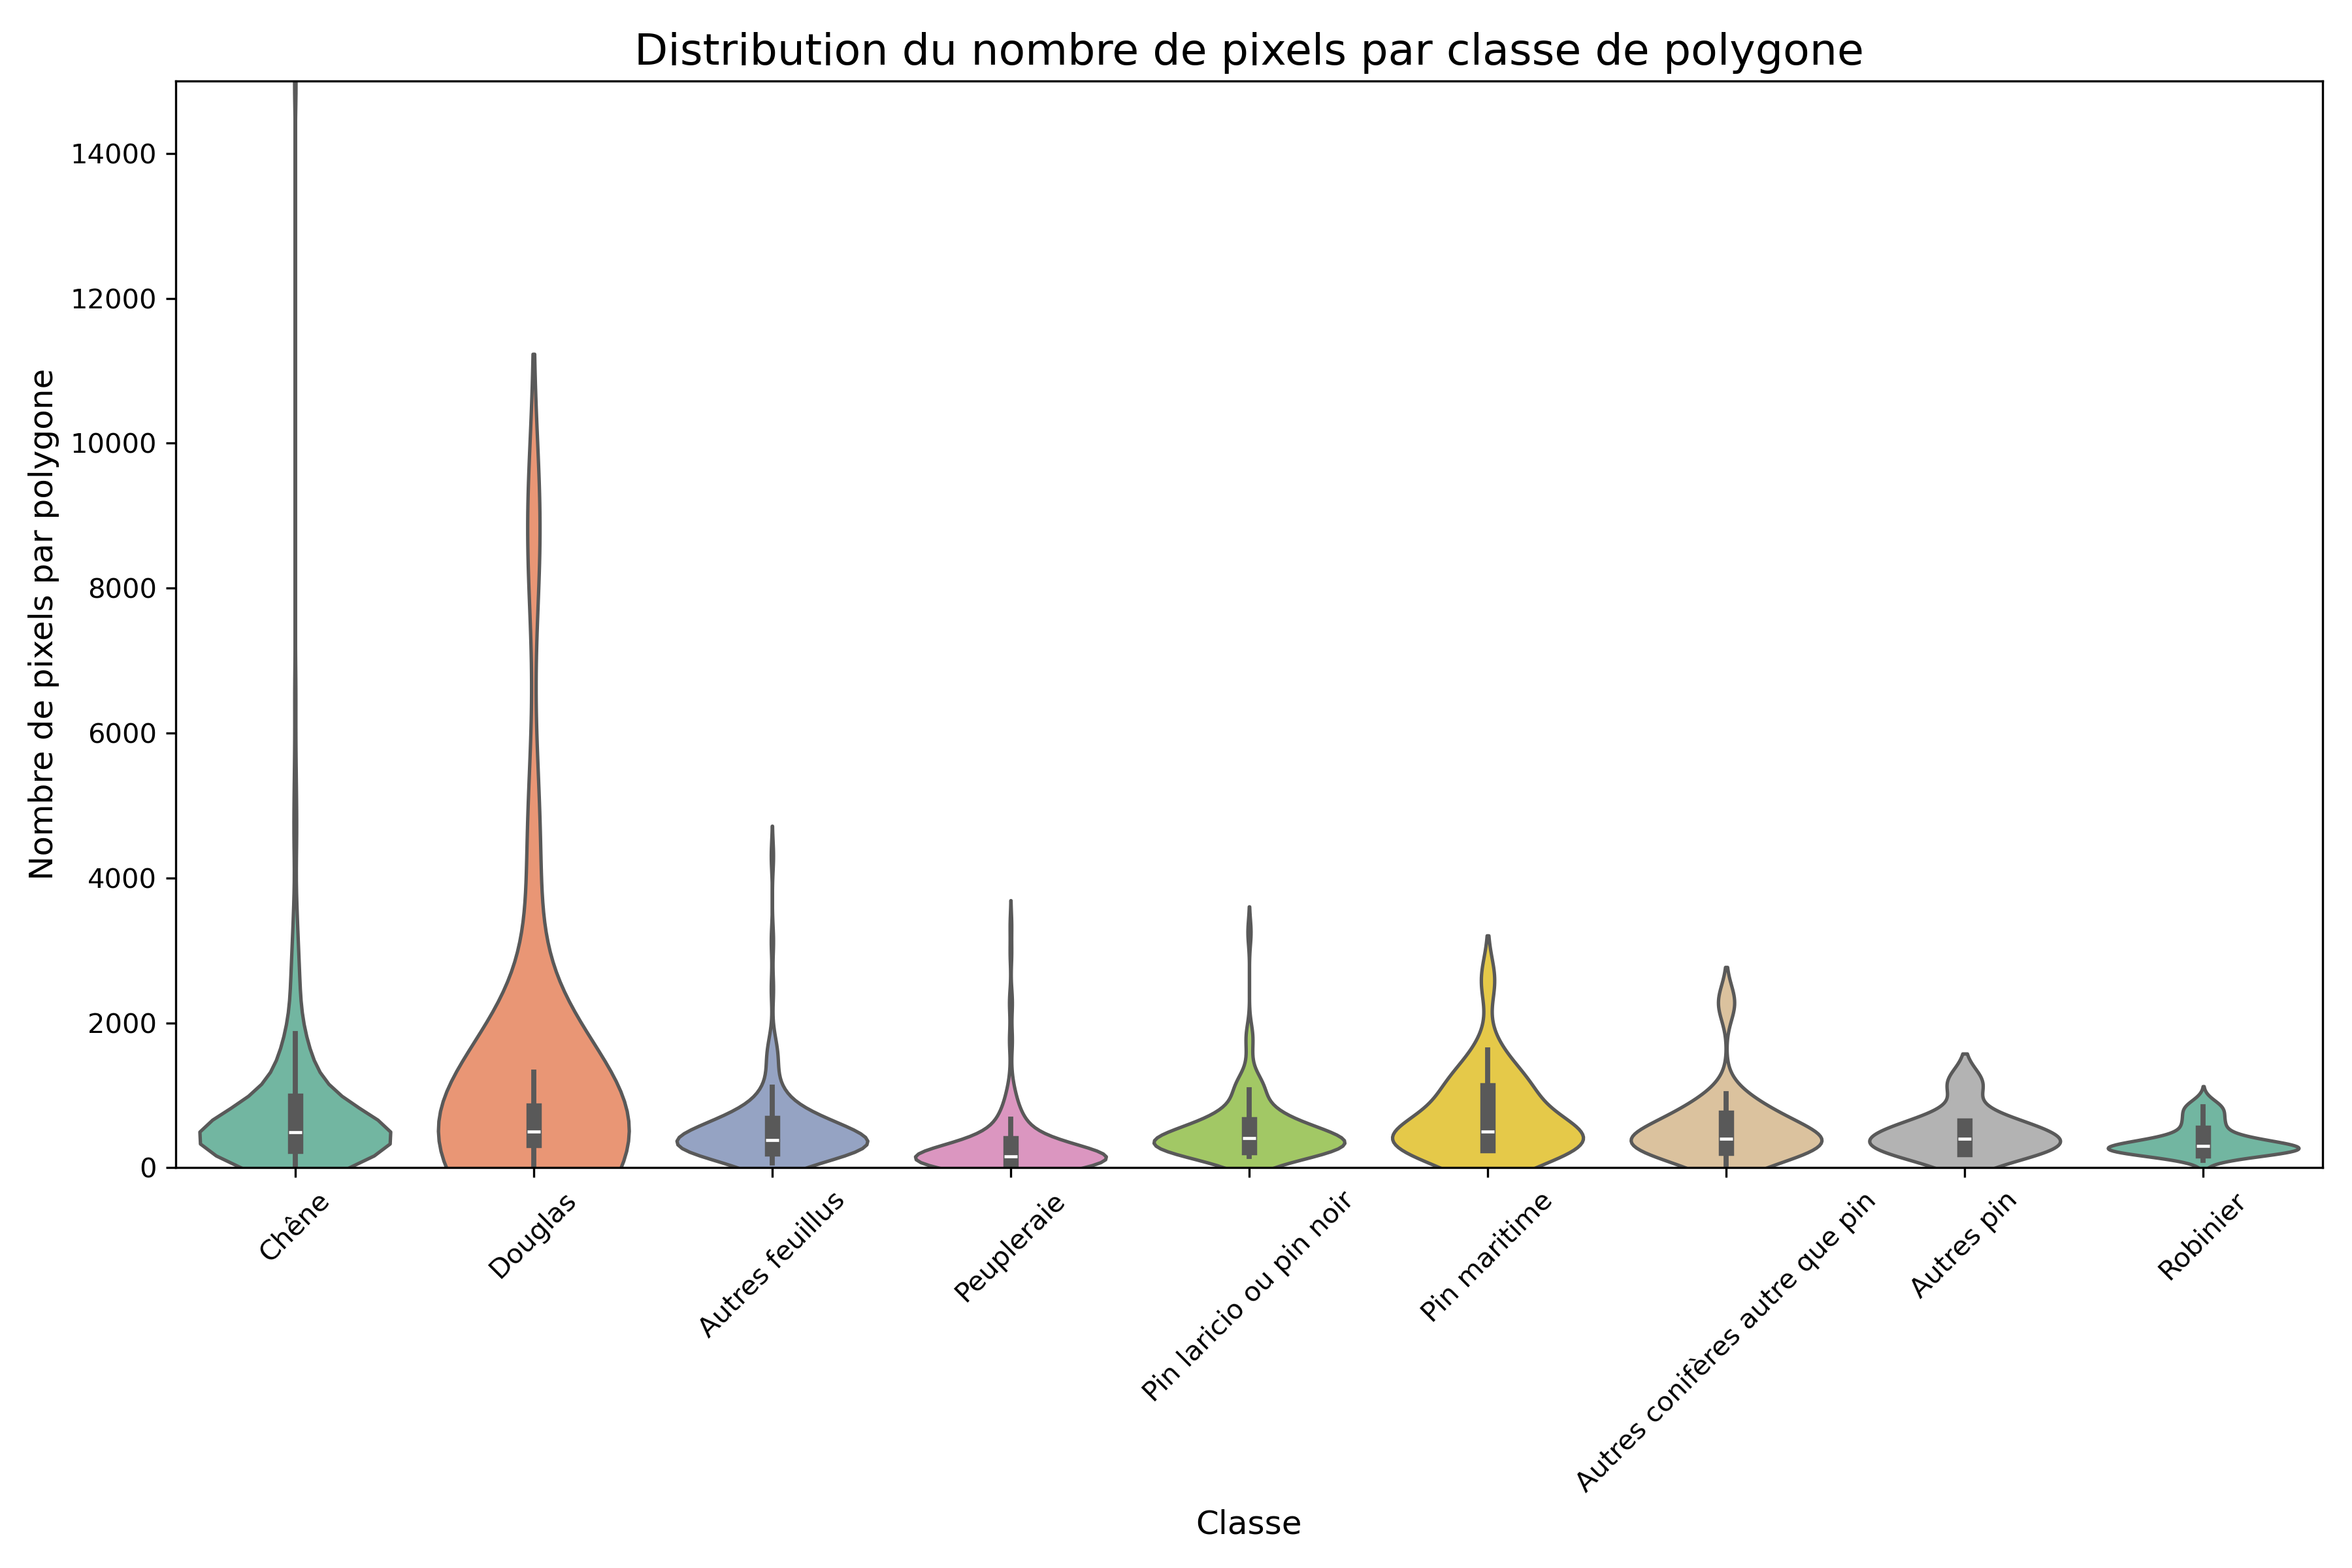 Distribution du nombre de pixels par classe de polygone
Nombre de pixels par polygone
14000
12000
10000
8000
6000
4000
2000
0
Chêne
Douglas
Autres feuillus
Peupleraie
Pin laricio ou pin noir
Pin maritime
Autres conifères autre que pin
Autres pin
Robinier
Classe